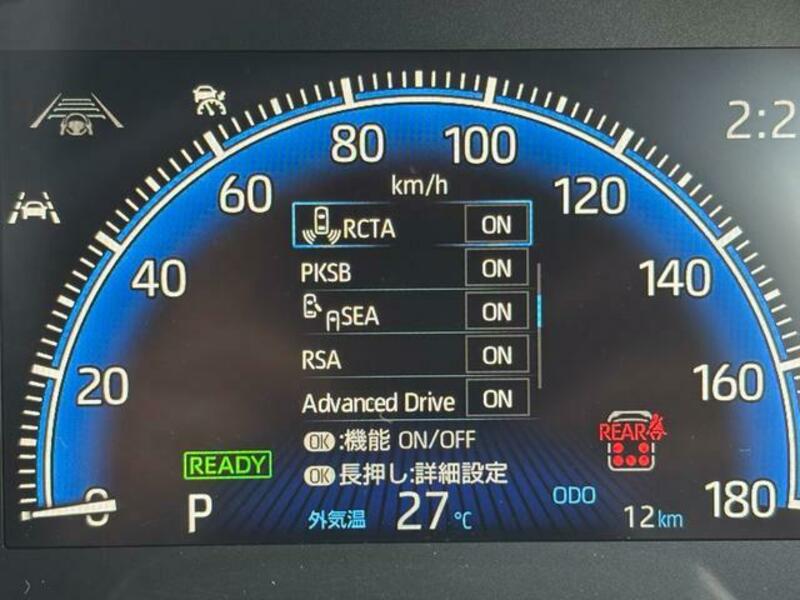 2:2
80 100
km/h
60 120
RCTA ON
PKSB ON
40 140
SEA ON
RSA ON
20 160
Advanced Drive ON
OK :機能 ON/OFF
REAR
READY
OK 長押し:詳細設定
0 P 外気温 27 °C ODO 12 km 180